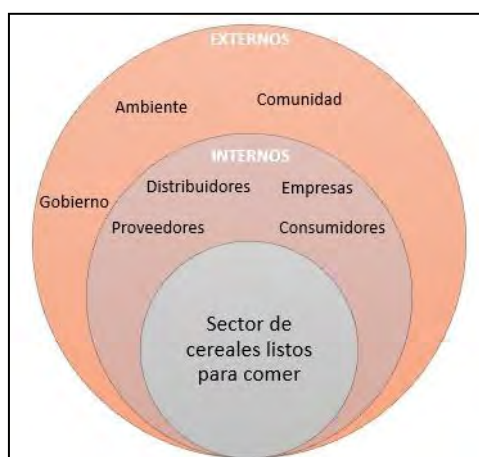 EXTERNOS
Ambiente
Comunidad
INTERNOS
Distribuidores
Empresas
Gobierno
Proveedores
Consumidores
Sector de
cereales listos
para comer